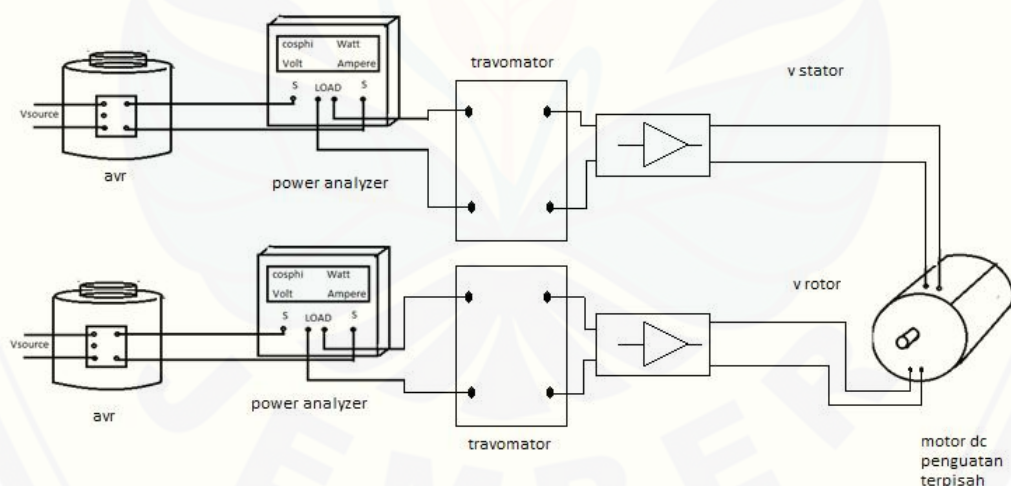 cosphi Watt
Volt Ampere
S LOAD S
Vsource
avr
power analyzer
travomator
v stator
cosphi Watt
Volt Ampere
S LOAD S
Vsource
avr
power analyzer
travomator
v rotor
motor dc
penguatan
terpisah
JEMBER